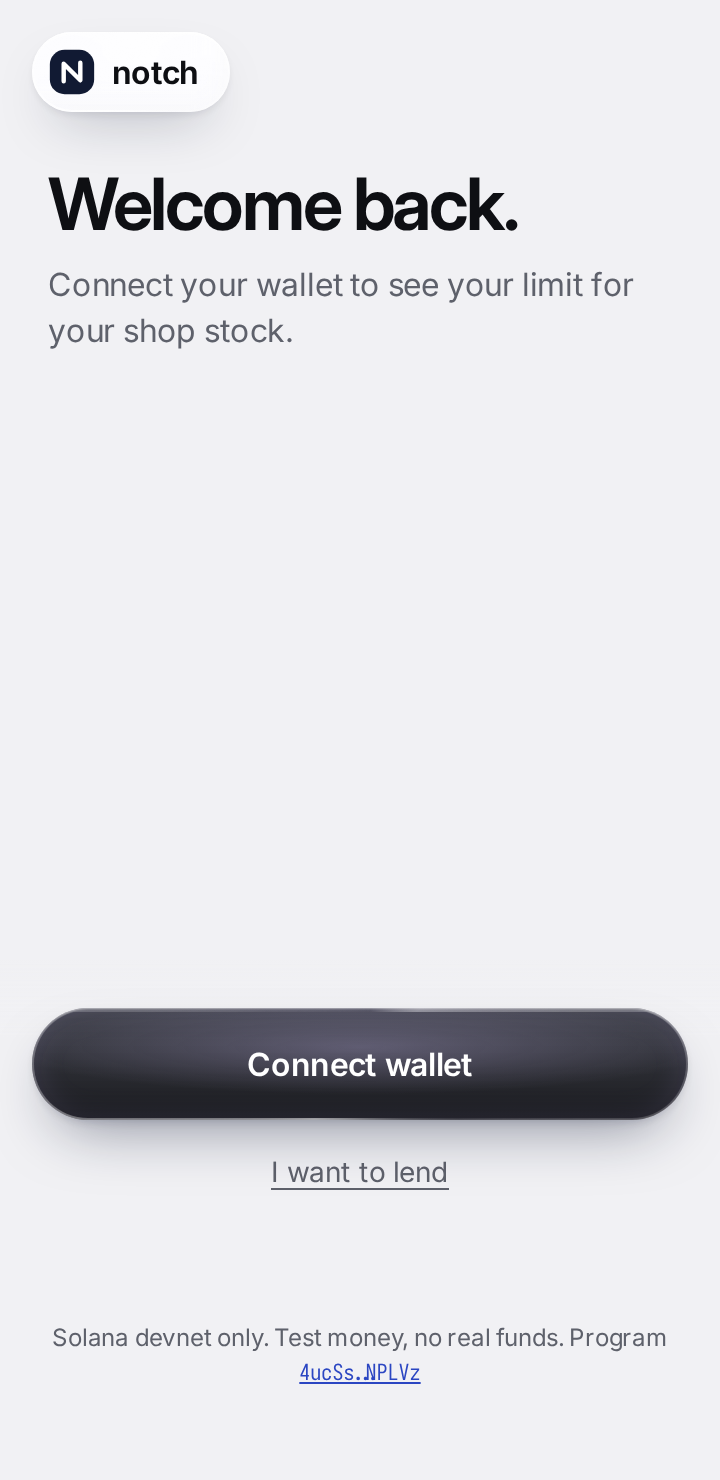 notch
Welcome back.
Connect your wallet to see your limit for
your shop stock.
Connect wallet
I want to lend
Solana devnet only. Test money, no real funds. Program
4ucSs…NPLVz